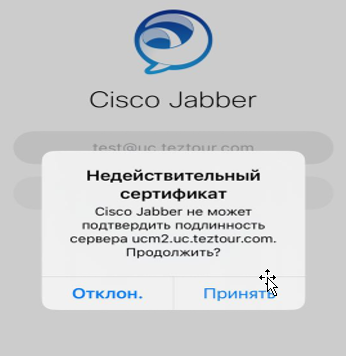 Cisco Jabber
test@uc.teztour.com
Недействительный
сертификат
Cisco Jabber не может
подтвердить подлинность
сервера ucm2.uc.teztour.com.
Продолжить?
Отклон.
Принять